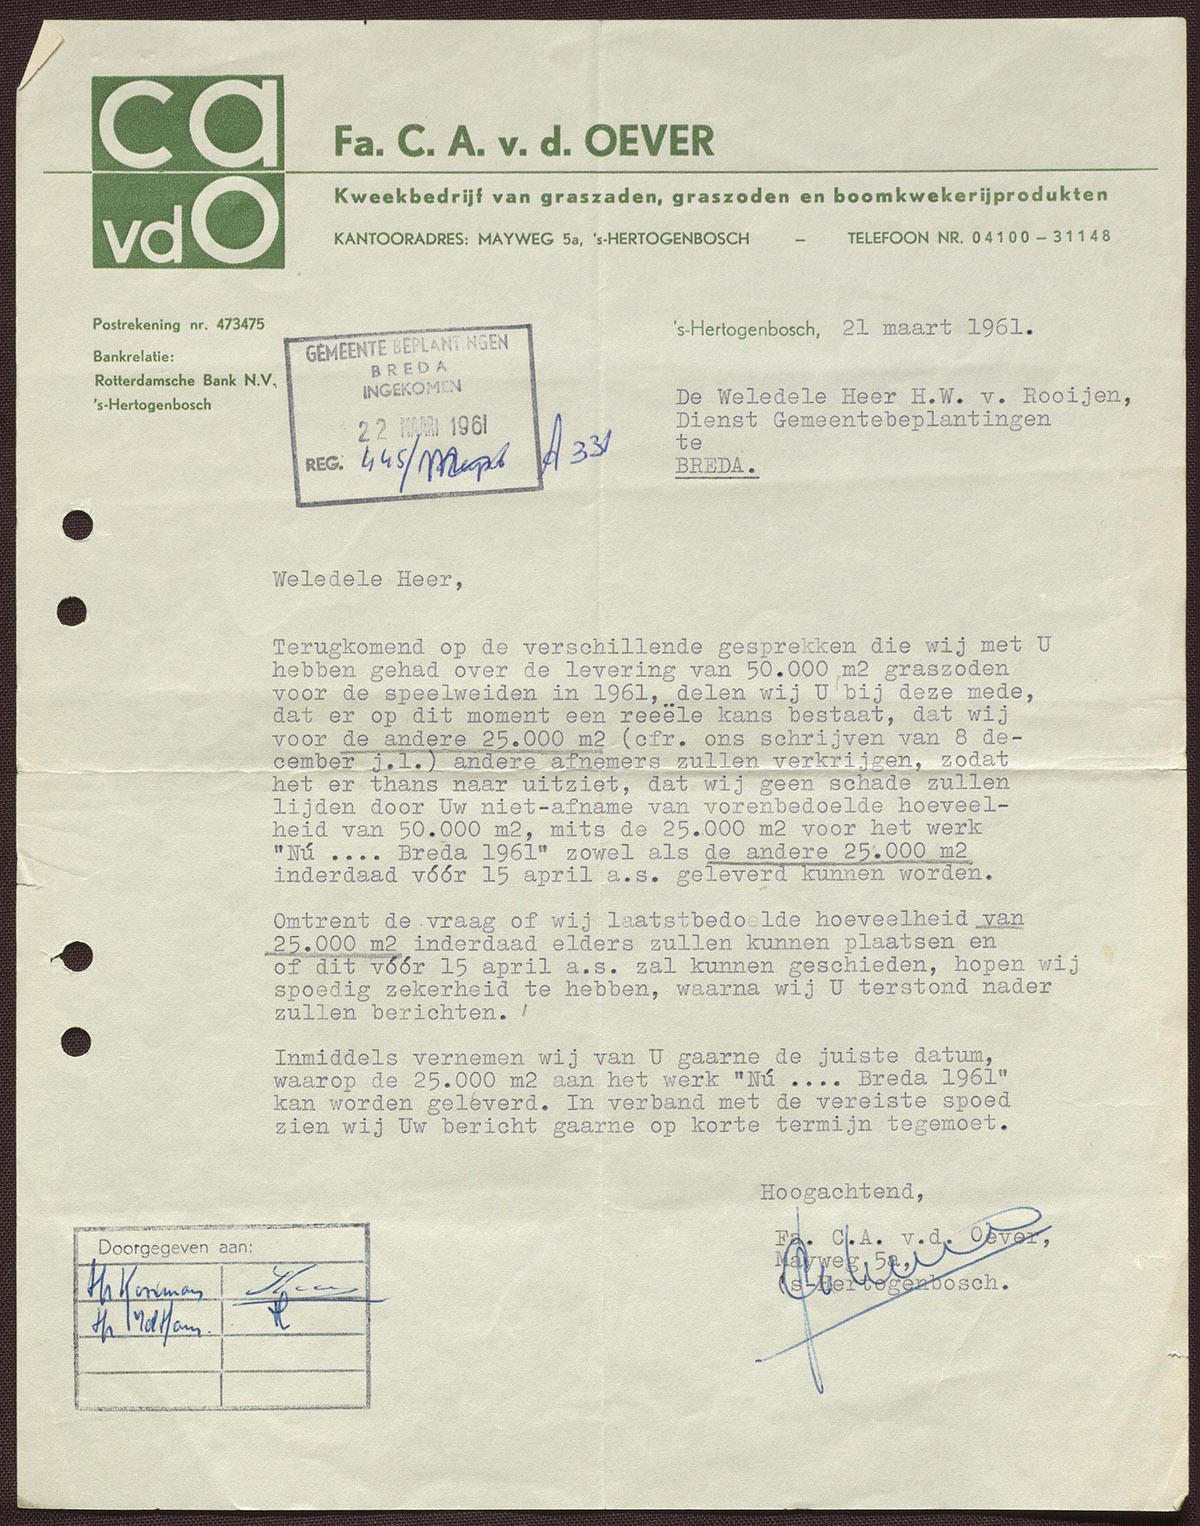 ca
vdO
Fa. C. A. v. d. OEVER
Kweekbedrijf van graszaden, graszoden en boomkwekerijprodukten
KANTOORADRES: MAYWEG 5a, 's-HERTOGENBOSCH – TELEFOON NR. 04100 – 31148
Postrekening nr. 473475
Bankrelatie:
Rotterdamsche Bank N.V.,
's-Hertogenbosch
GEMEENTE BEPLANTINGEN
BREDA
INGEKOMEN
22 MAART 1961
REG. 445/
A 331
's-Hertogenbosch, 21 maart 1961.
De Weledele Heer H.W. v. Rooijen,
Dienst Gemeentebeplantingen
te
BREDA.
Weledele Heer,
Terugkomend op de verschillende gesprekken die wij met U
hebben gehad over de levering van 50.000 m2 graszoden
voor de speelweiden in 1961, delen wij U bij deze mede,
dat er op dit moment een reeële kans bestaat, dat wij
voor de andere 25.000 m2 (cfr. ons schrijven van 8 de-
cember j.l.) andere afnemers zullen verkrijgen, zodat
het er thans naar uitziet, dat wij geen schade zullen
lijden door Uw niet-afname van vorenbedoelde hoeveel-
heid van 50.000 m2, mits de 25.000 m2 voor het werk
"Nú .... Breda 1961" zowel als de andere 25.000 m2
inderdaad vóór 15 april a.s. geleverd kunnen worden.
Omtrent de vraag of wij laatstbedoelde hoeveelheid van
25.000 m2 inderdaad elders zullen kunnen plaatsen en
of dit vóór 15 april a.s. zal kunnen geschieden, hopen wij
spoedig zekerheid te hebben, waarna wij U terstond nader
zullen berichten.
Inmiddels vernemen wij van U gaarne de juiste datum,
waarop de 25.000 m2 aan het werk "Nú .... Breda 1961"
kan worden geleverd. In verband met de vereiste spoed
zien wij Uw bericht gaarne op korte termijn tegemoet.
Hoogachtend,
Fa. C.A. v.d. Oever,
Mayweg 5a,
's-Hertogenbosch.
Doorgegeven aan: